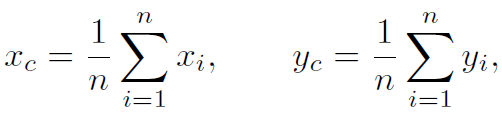 x_c = \frac{1}{n} \sum_{i=1}^{n} x_i, \qquad y_c = \frac{1}{n} \sum_{i=1}^{n} y_i,